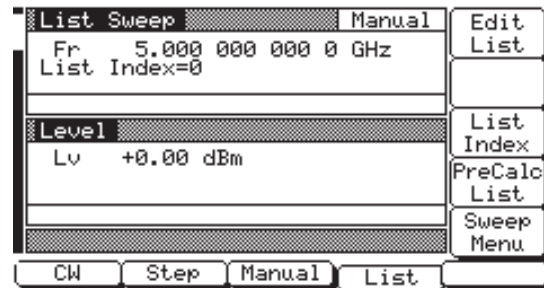 List Sweep Manual
Fr 5.000 000 000 0 GHz
List Index=0
Level
Lv +0.00 dBm
Edit
List
List
Index
PreCalc
List
Sweep
Menu
CW Step Manual List